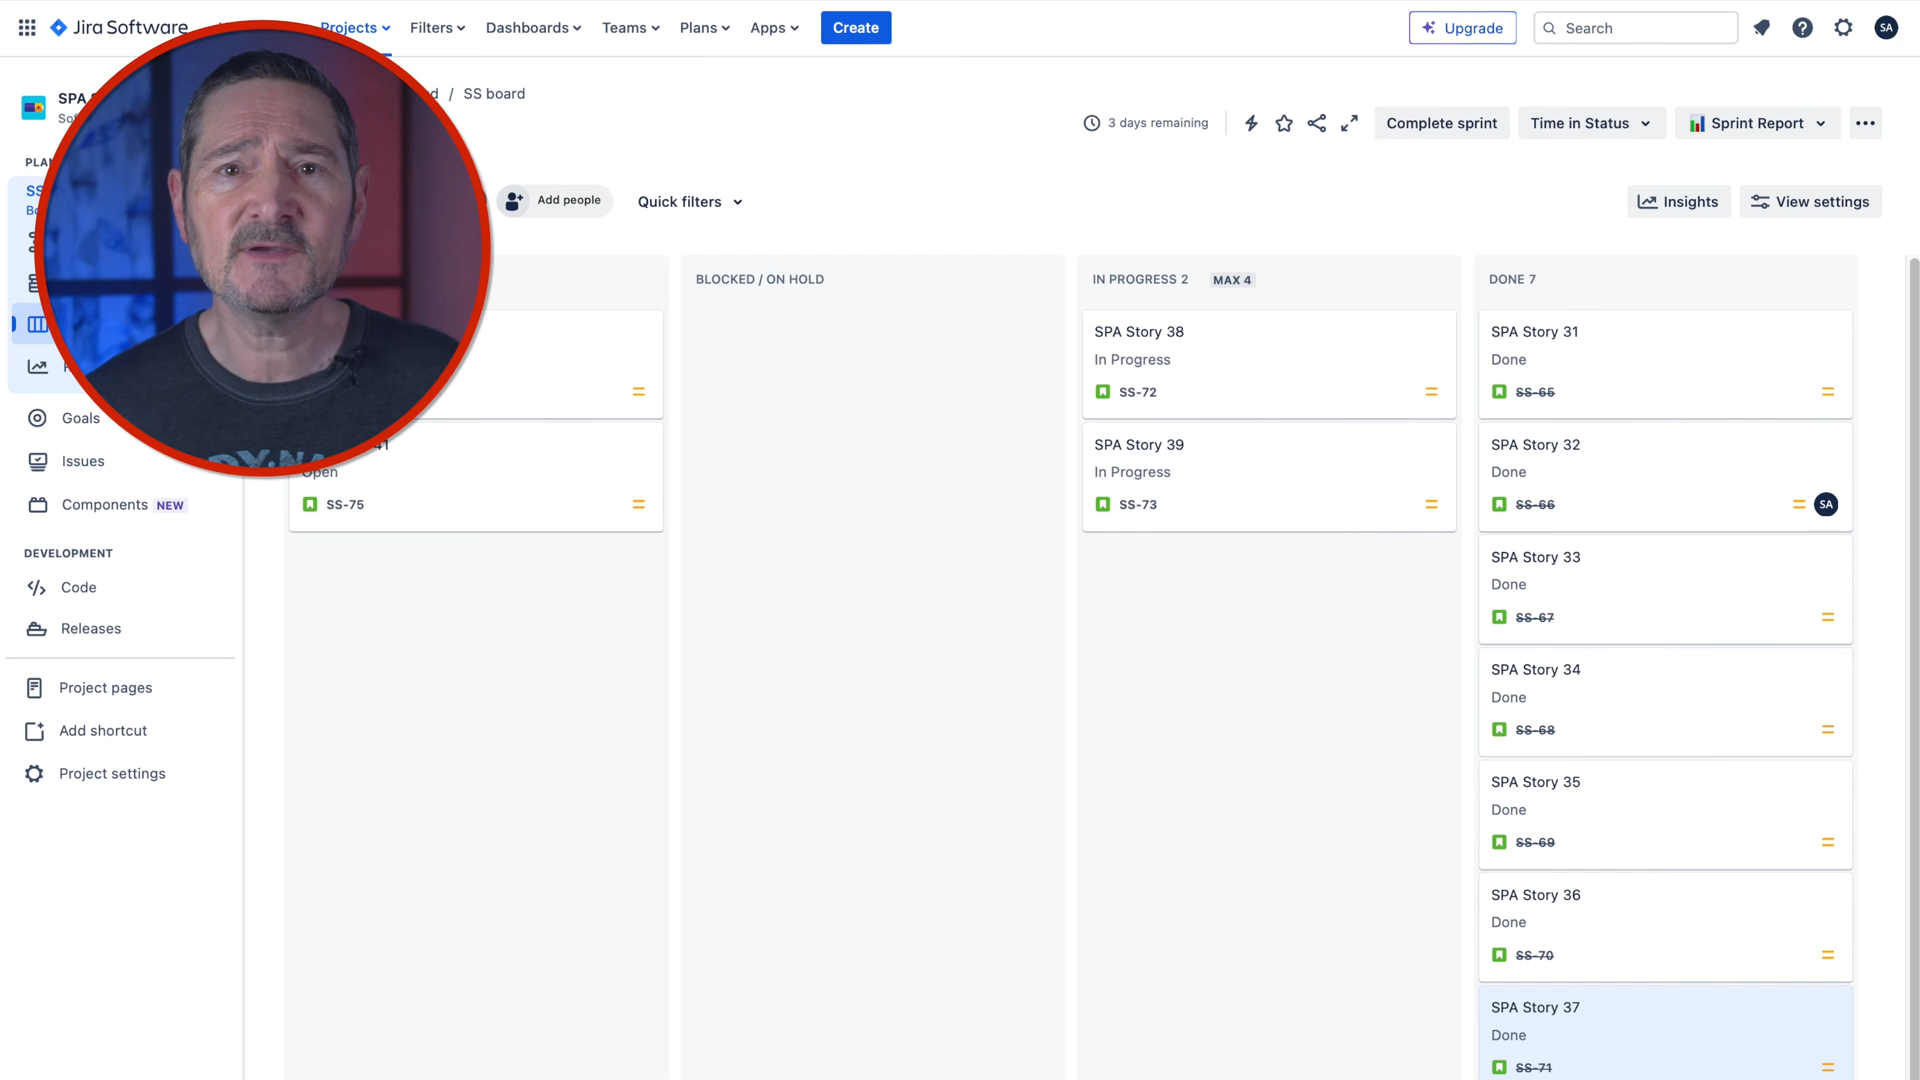 Jira Software
Projects
Filters
Dashboards
Teams
Plans
Apps
Create
Upgrade
Search
SA
SPA
/ SS board
3 days remaining
Complete sprint
Time in Status
Sprint Report
Add people
Quick filters
Insights
View settings
Goals
Issues
Components NEW
DEVELOPMENT
Code
Releases
Project pages
Add shortcut
Project settings
41
Open
SS-75
BLOCKED / ON HOLD
IN PROGRESS 2 MAX 4
SPA Story 38
In Progress
SS-72
SPA Story 39
In Progress
SS-73
DONE 7
SPA Story 31
Done
SS-65
SPA Story 32
Done
SS-66
SA
SPA Story 33
Done
SS-67
SPA Story 34
Done
SS-68
SPA Story 35
Done
SS-69
SPA Story 36
Done
SS-70
SPA Story 37
Done
SS-71